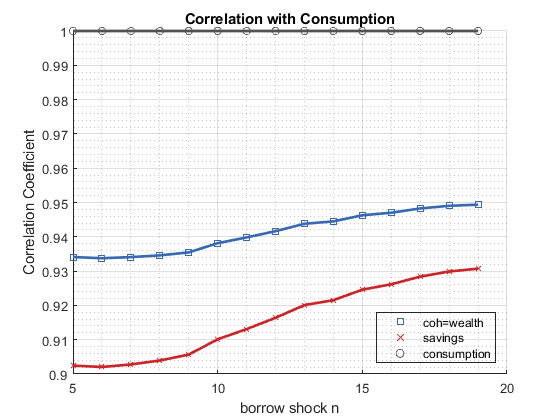 Correlation with Consumption
1
0.99
0.98
0.97
0.96
0.95
0.94
0.93
0.92
0.91
0.9
Correlation Coefficient
coh=wealth
savings
consumption
5
10
15
20
borrow shock n